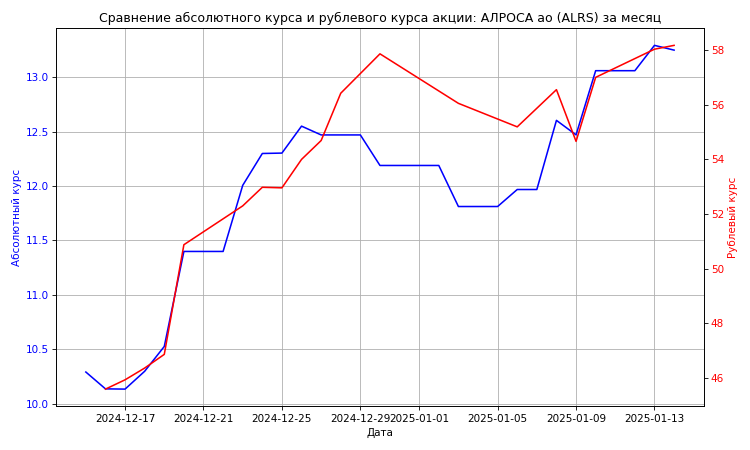 Сравнение абсолютного курса и рублевого курса акции: АЛРОСА ао (ALRS) за месяц
13.0
12.5
12.0
11.5
11.0
10.5
10.0
Абсолютный курс
58
56
54
52
50
48
46
Рублевый курс
2024-12-17 2024-12-21 2024-12-25 2024-12-29 2025-01-01 2025-01-05 2025-01-09 2025-01-13
Дата